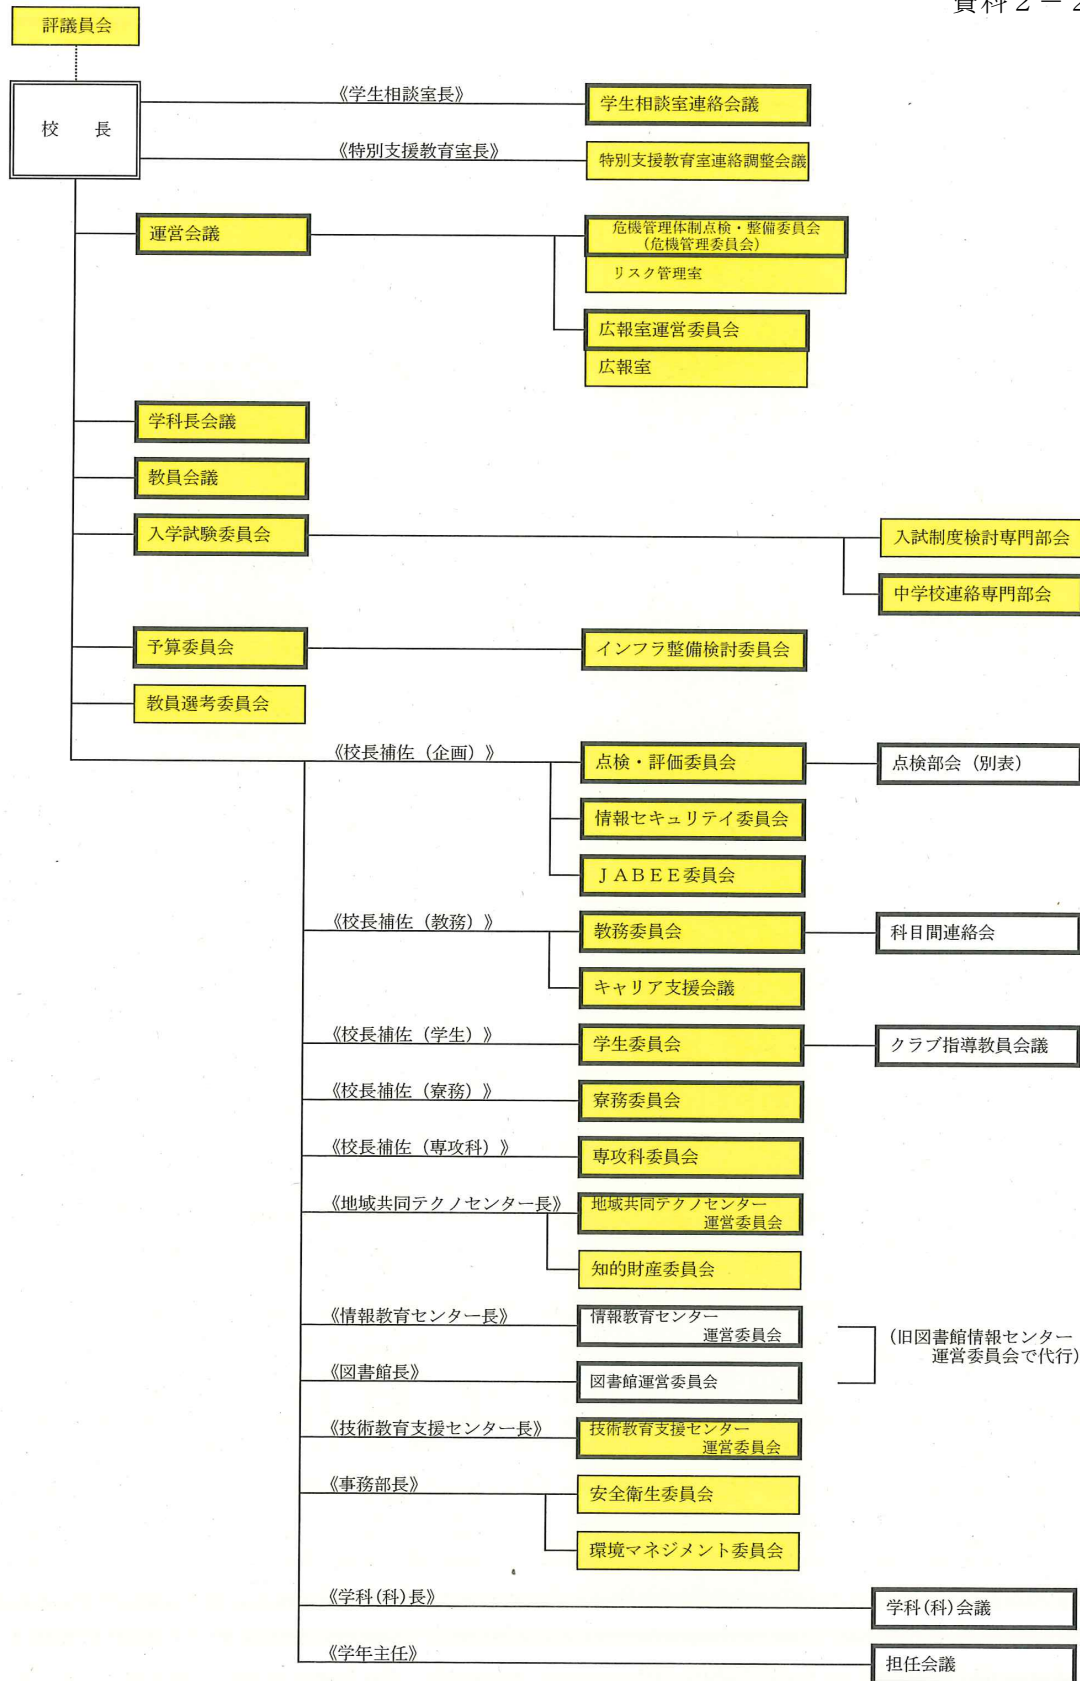 資料２－２
評議員会
校　長
《学生相談室長》
学生相談室連絡会議
《特別支援教育室長》
特別支援教育室連絡調整会議
運営会議
危機管理体制点検・整備委員会
(危機管理委員会)
リスク管理室
広報室運営委員会
広報室
学科長会議
教員会議
入学試験委員会
入試制度検討専門部会
中学校連絡専門部会
予算委員会
インフラ整備検討委員会
教員選考委員会
《校長補佐（企画）》
点検・評価委員会
点検部会（別表）
情報セキュリテイ委員会
ＪＡＢＥＥ委員会
《校長補佐（教務）》
教務委員会
科目間連絡会
キャリア支援会議
《校長補佐（学生）》
学生委員会
クラブ指導教員会議
《校長補佐（寮務）》
寮務委員会
《校長補佐（専攻科）》
専攻科委員会
《地域共同テクノセンター長》
地域共同テクノセンター
運営委員会
知的財産委員会
《情報教育センター長》
情報教育センター
運営委員会
(旧図書館情報センター
運営委員会で代行)
《図書館長》
図書館運営委員会
《技術教育支援センター長》
技術教育支援センター
運営委員会
《事務部長》
安全衛生委員会
環境マネジメント委員会
《学科(科)長》
学科(科)会議
《学年主任》
担任会議